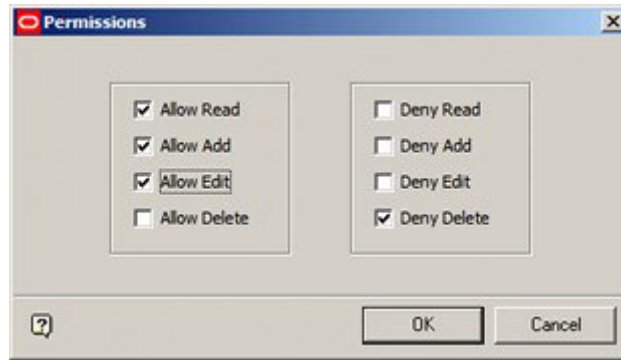 Permissions
Allow Read
Allow Add
Allow Edit
Allow Delete
Deny Read
Deny Add
Deny Edit
Deny Delete
OK
Cancel